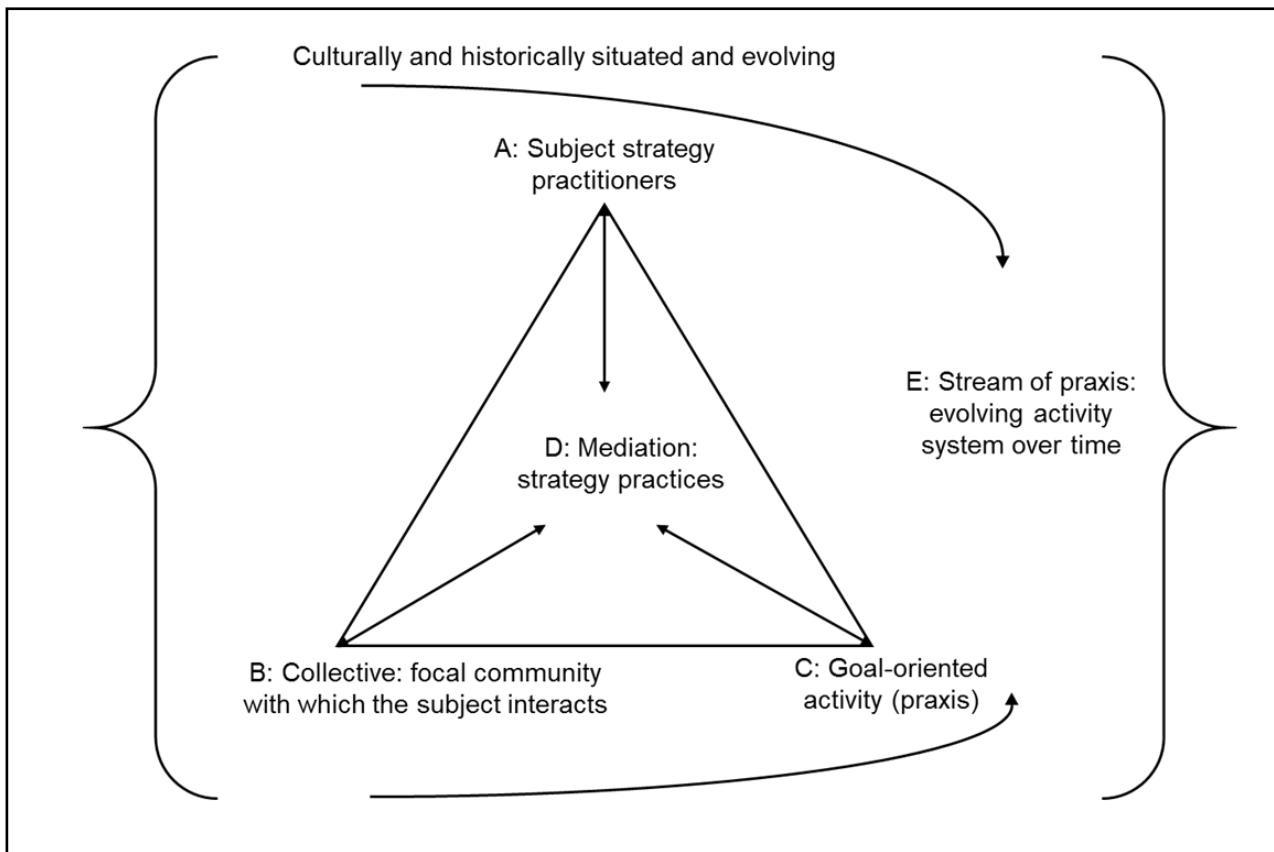 Culturally and historically situated and evolving
A: Subject strategy
practitioners
E: Stream of praxis:
evolving activity
system over time
D: Mediation:
strategy practices
B: Collective: focal community
with which the subject interacts
C: Goal-oriented
activity (praxis)